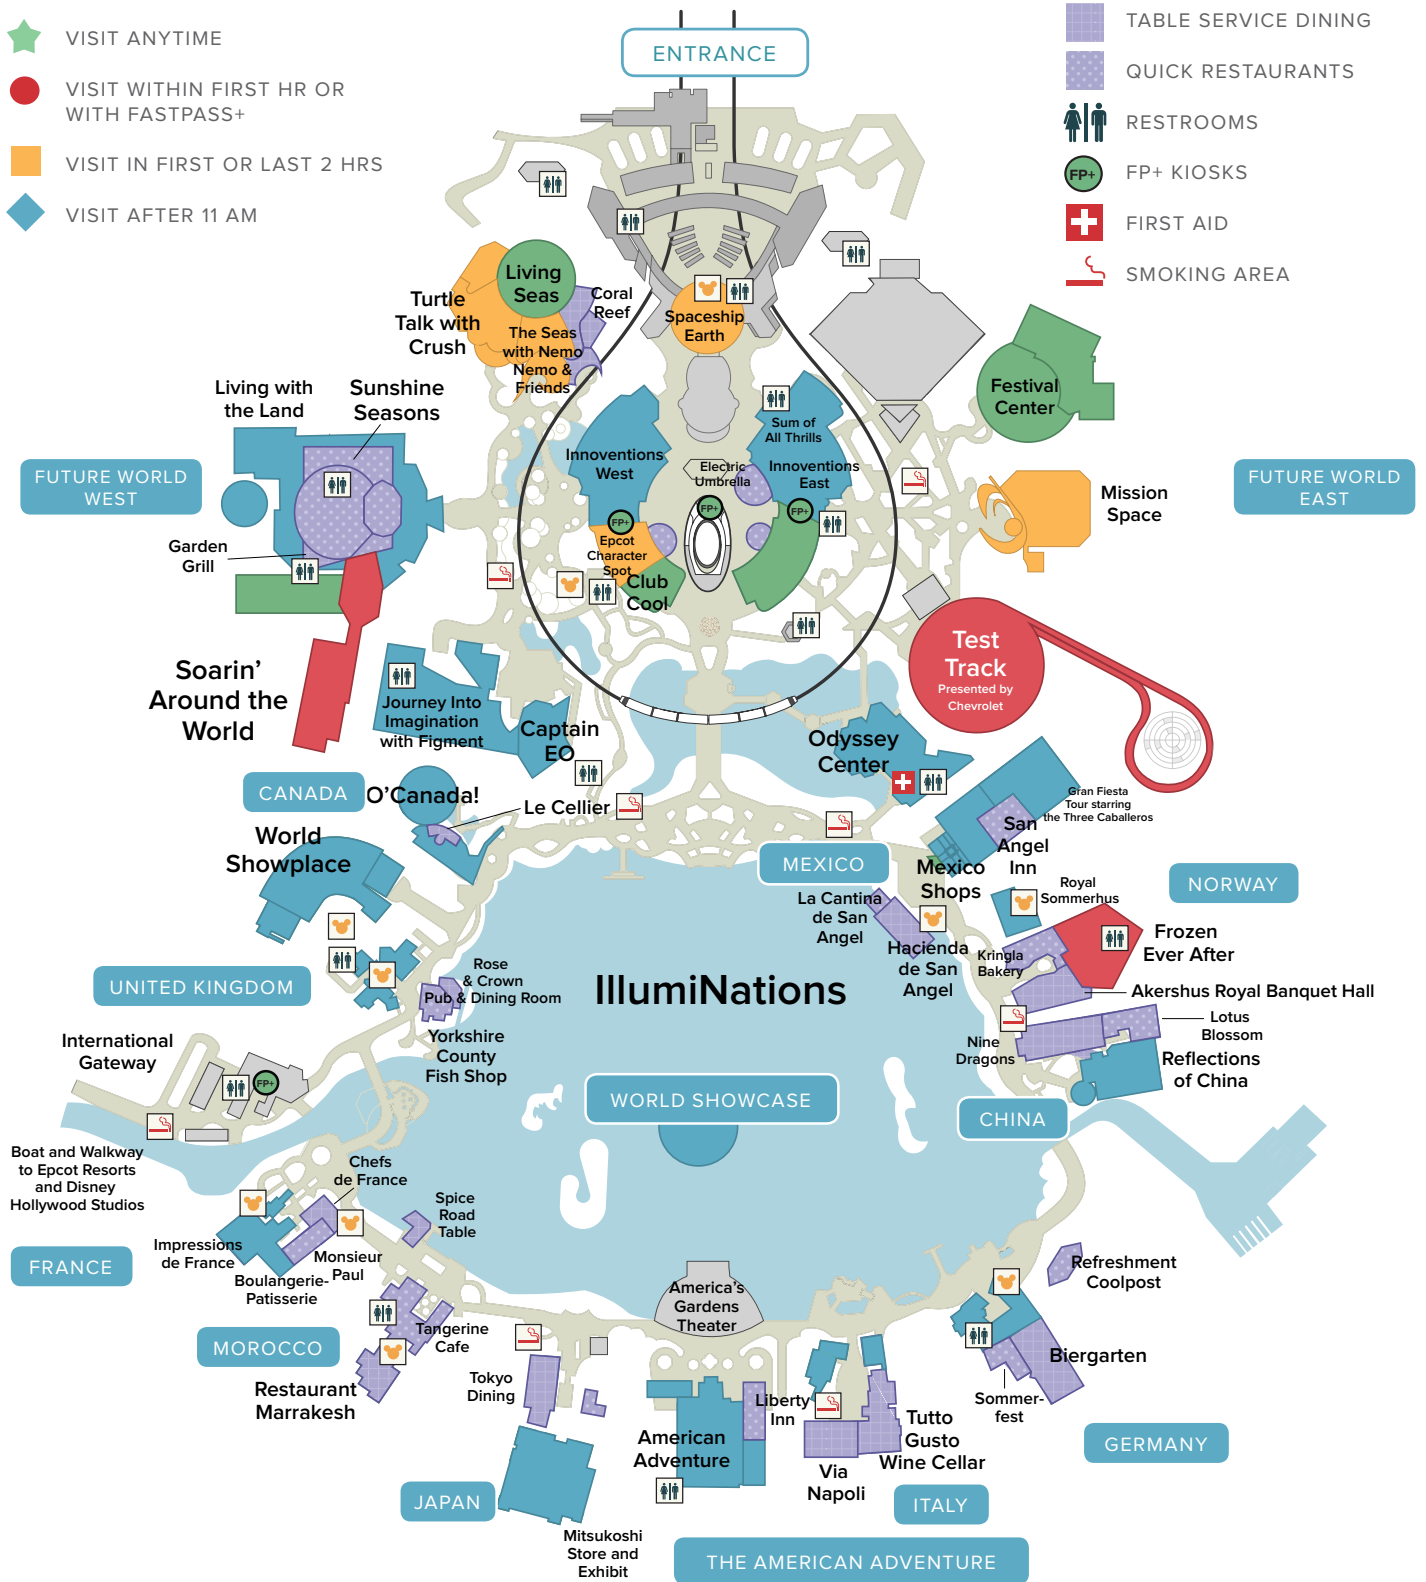 VISIT ANYTIME
VISIT WITHIN FIRST HR OR
WITH FASTPASS+
VISIT IN FIRST OR LAST 2 HRS
VISIT AFTER 11 AM
ENTRANCE
TABLE SERVICE DINING
QUICK RESTAURANTS
RESTROOMS
FP+
FP+ KIOSKS
FIRST AID
SMOKING AREA
Living
Seas
Turtle
Talk with
Crush
The Seas
with Nemo
Nemo &
Friends
Coral
Reef
Spaceship
Earth
Festival
Center
Living with
the Land
Sunshine
Seasons
FUTURE WORLD
WEST
Garden
Grill
Innoventions
West
Electric
Umbrella
Sum of
All Thrills
Innoventions
East
FP+
FP+
FP+
Epcot
Character
Spot
Club
Cool
FUTURE WORLD
EAST
Mission
Space
Soarin’
Around the
World
Journey Into
Imagination
with Figment
Captain
EO
Test
Track
Presented by
Chevrolet
Odyssey
Center
CANADA
O’Canada!
Le Cellier
World
Showplace
MEXICO
Gran Fiesta
Tour starring
the Three Caballeros
San
Angel
Inn
Mexico
Shops
La Cantina
de San
Angel
Hacienda
de San
Angel
NORWAY
Royal
Sommerhus
Frozen
Ever After
Kringla
Bakery
Akershus Royal Banquet Hall
UNITED KINGDOM
Rose
& Crown
Pub & Dining Room
Yorkshire
County
Fish Shop
IllumiNations
Lotus
Blossom
Nine
Dragons
Reflections
of China
CHINA
International
Gateway
FP+
WORLD SHOWCASE
Boat and Walkway
to Epcot Resorts
and Disney
Hollywood Studios
Chefs
de France
Spice
Road
Table
Impressions
de France
Monsieur
Paul
Boulangerie-
Patisserie
FRANCE
MOROCCO
Tangerine
Cafe
Restaurant
Marrakesh
America’s
Gardens
Theater
Refreshment
Coolpost
Biergarten
Sommer-
fest
GERMANY
Tokyo
Dining
JAPAN
Mitsukoshi
Store and
Exhibit
American
Adventure
Liberty
Inn
Via
Napoli
Tutto
Gusto
Wine Cellar
ITALY
THE AMERICAN ADVENTURE